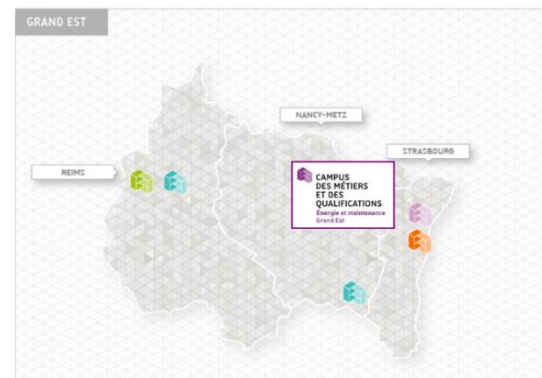 GRAND EST
NANCY-METZ
STRASBOURG
REIMS
CAMPUS
DES MÉTIERS
ET DES
QUALIFICATIONS
Énergie et maintenance
Grand Est